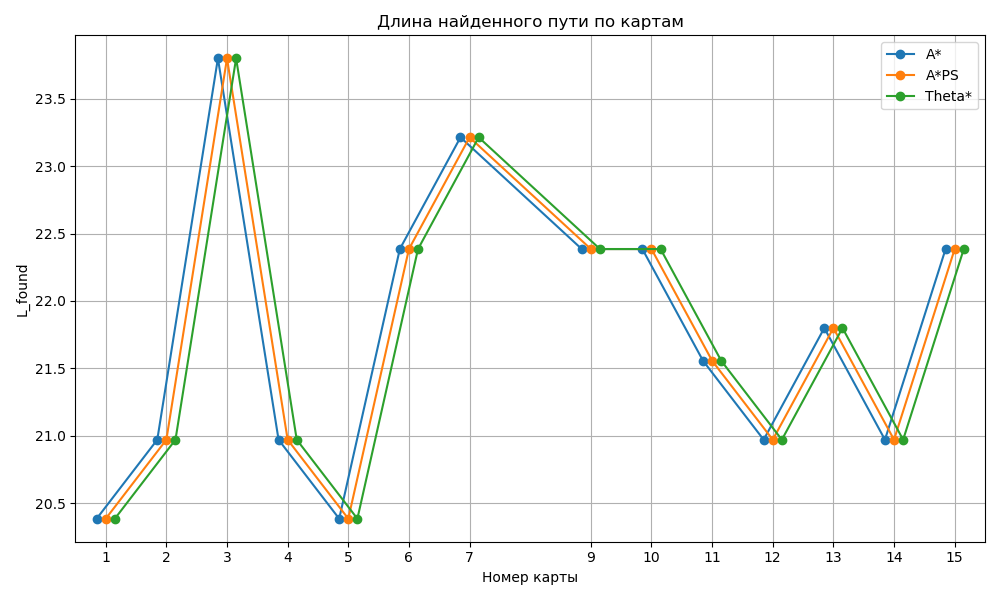 Длина найденного пути по картам
A*
A*PS
Theta*
L_found
23.5
23.0
22.5
22.0
21.5
21.0
20.5
1 2 3 4 5 6 7 9 10 11 12 13 14 15
Номер карты